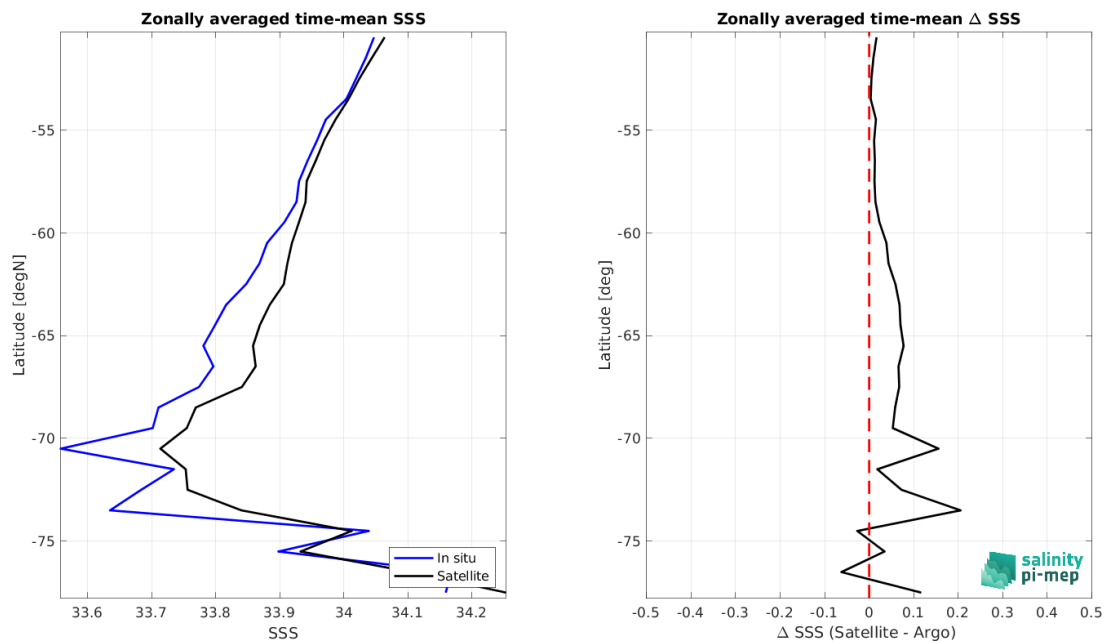 Zonally averaged time-mean SSS
Latitude [degN]
-55
-60
-65
-70
-75
33.6
33.7
33.8
33.9
34
34.1
34.2
SSS
In situ
Satellite
Zonally averaged time-mean Δ SSS
Latitude [deg]
-50
-55
-60
-65
-70
-75
-0.5
-0.4
-0.3
-0.2
-0.1
0
0.1
0.2
0.3
0.4
0.5
Δ SSS (Satellite - Argo)
salinity
pi-mep